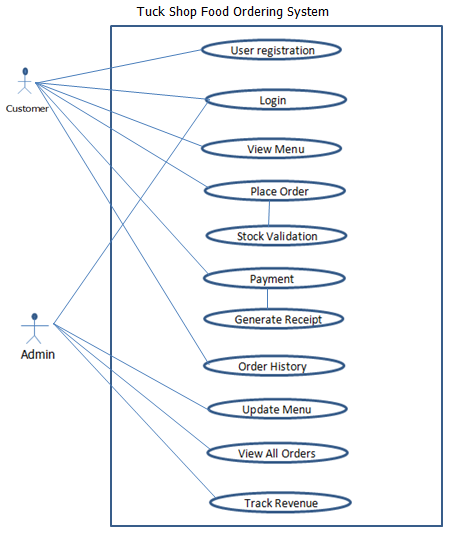 Tuck Shop Food Ordering System
User registration
Customer
Login
View Menu
Place Order
Stock Validation
Payment
Generate Receipt
Admin
Order History
Update Menu
View All Orders
Track Revenue